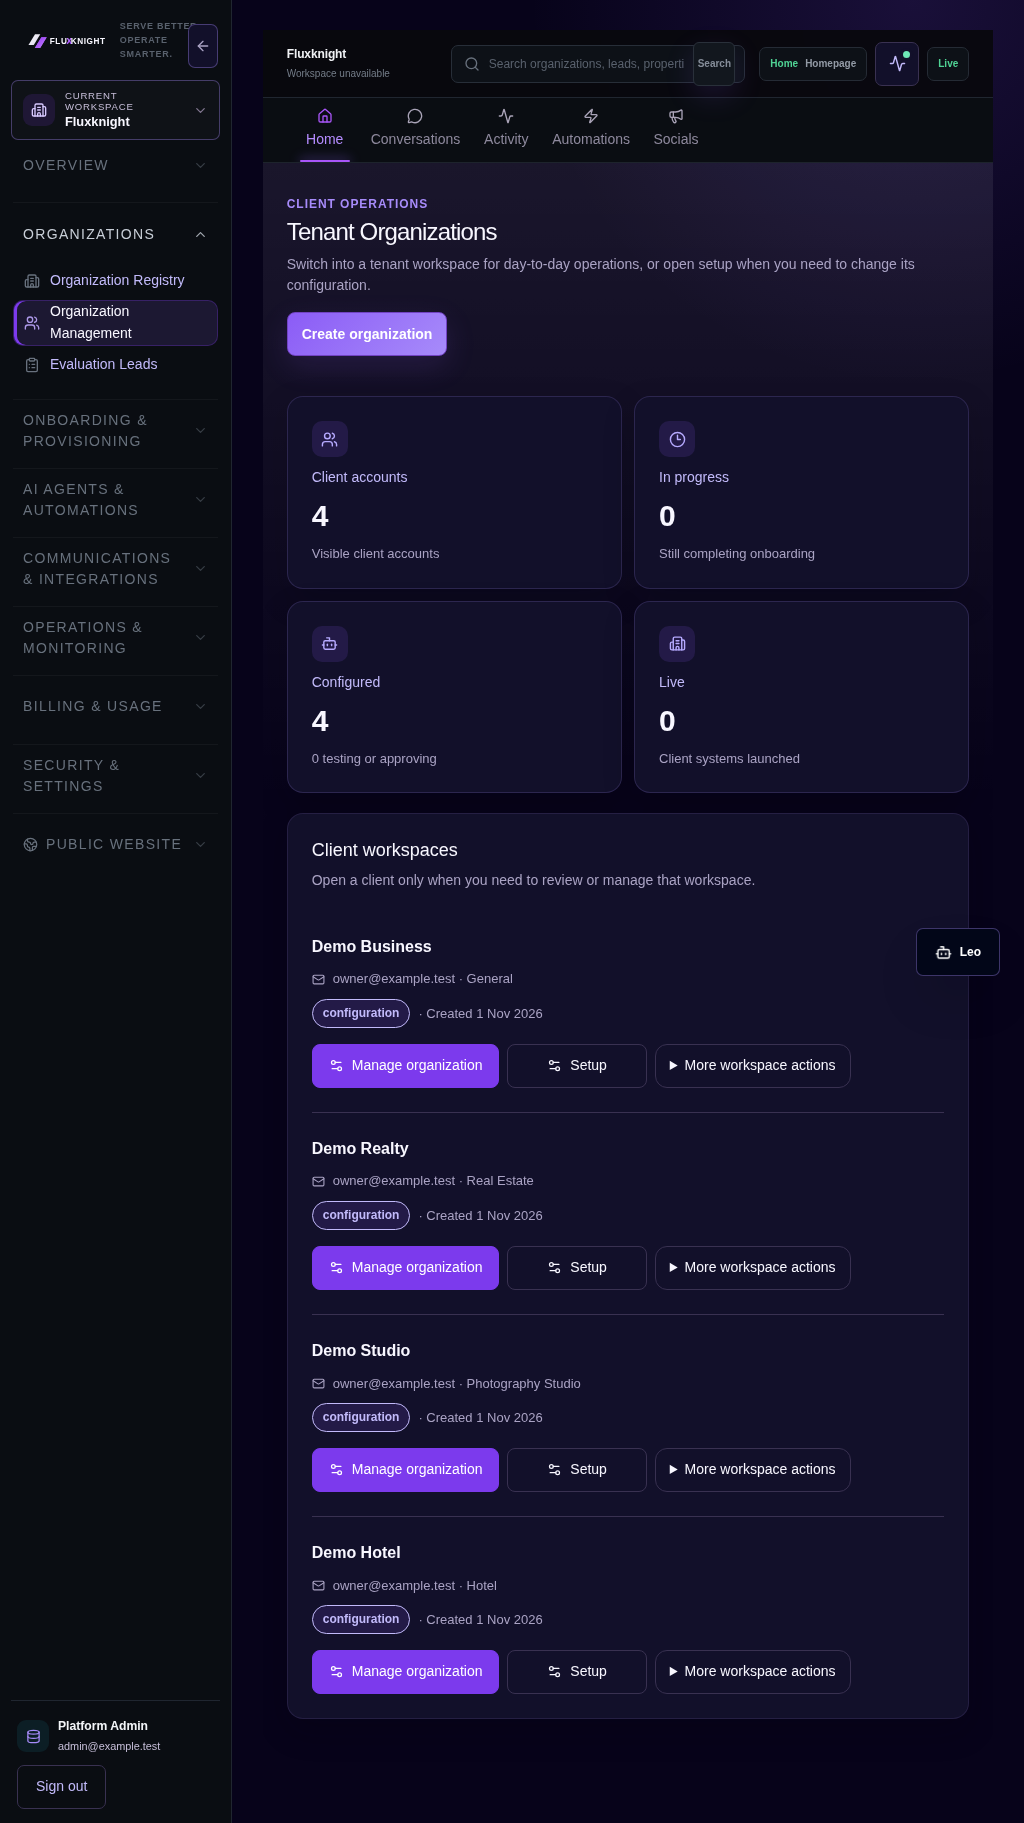 FLUXKNIGHT
SERVE BETTER
OPERATE
SMARTER.
CURRENT
WORKSPACE
Fluxknight
OVERVIEW
ORGANIZATIONS
Organization Registry
Organization
Management
Evaluation Leads
ONBOARDING &
PROVISIONING
AI AGENTS &
AUTOMATIONS
COMMUNICATIONS
& INTEGRATIONS
OPERATIONS &
MONITORING
BILLING & USAGE
SECURITY &
SETTINGS
PUBLIC WEBSITE
Platform Admin
admin@example.test
Sign out
Fluxknight
Workspace unavailable
Search organizations, leads, properti
Search
Home Homepage
Live
Home Conversations Activity Automations Socials
CLIENT OPERATIONS
Tenant Organizations
Switch into a tenant workspace for day-to-day operations, or open setup when you need to change its
configuration.
Create organization
Client accounts
4
Visible client accounts
In progress
0
Still completing onboarding
Configured
4
0 testing or approving
Live
0
Client systems launched
Client workspaces
Open a client only when you need to review or manage that workspace.
Demo Business
owner@example.test · General
configuration · Created 1 Nov 2026
Manage organization Setup More workspace actions
Demo Realty
owner@example.test · Real Estate
configuration · Created 1 Nov 2026
Manage organization Setup More workspace actions
Demo Studio
owner@example.test · Photography Studio
configuration · Created 1 Nov 2026
Manage organization Setup More workspace actions
Demo Hotel
owner@example.test · Hotel
configuration · Created 1 Nov 2026
Manage organization Setup More workspace actions
Leo